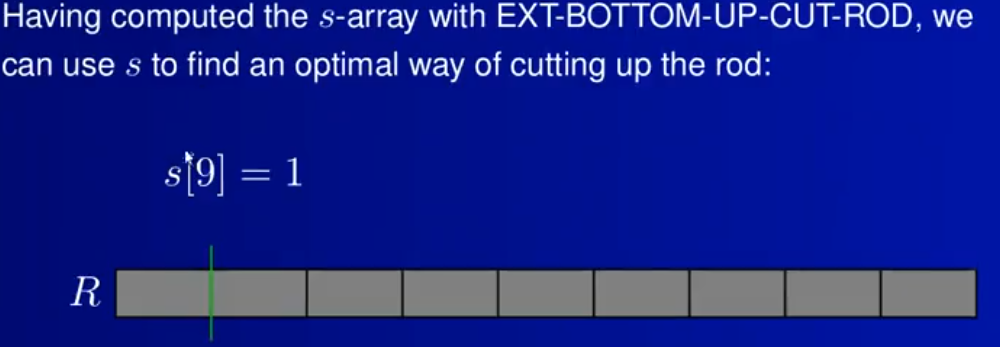 Having computed the s-array with EXT-BOTTOM-UP-CUT-ROD, we
can use s to find an optimal way of cutting up the rod:
s[9] = 1
R